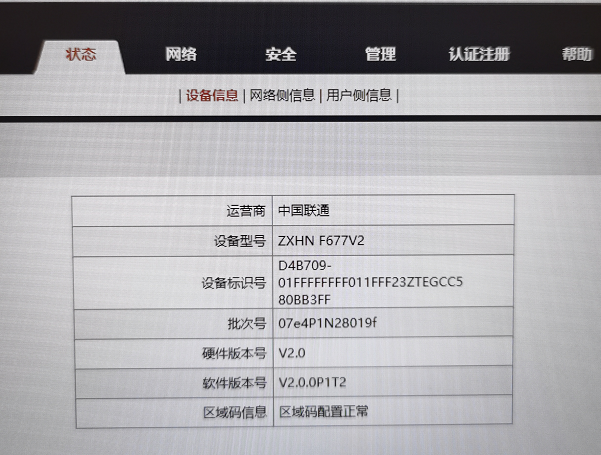 状态 网络 安全 管理 认证注册 帮助
| 设备信息 | 网络侧信息 | 用户侧信息 |
运营商 中国联通
设备型号 ZXHN F677V2
设备标识号 D4B709-
01FFFFFFFF011FFF23ZTEGCC5
80BB3FF
批次号 07e4P1N28019f
硬件版本号 V2.0
软件版本号 V2.0.0P1T2
区域码信息 区域码配置正常